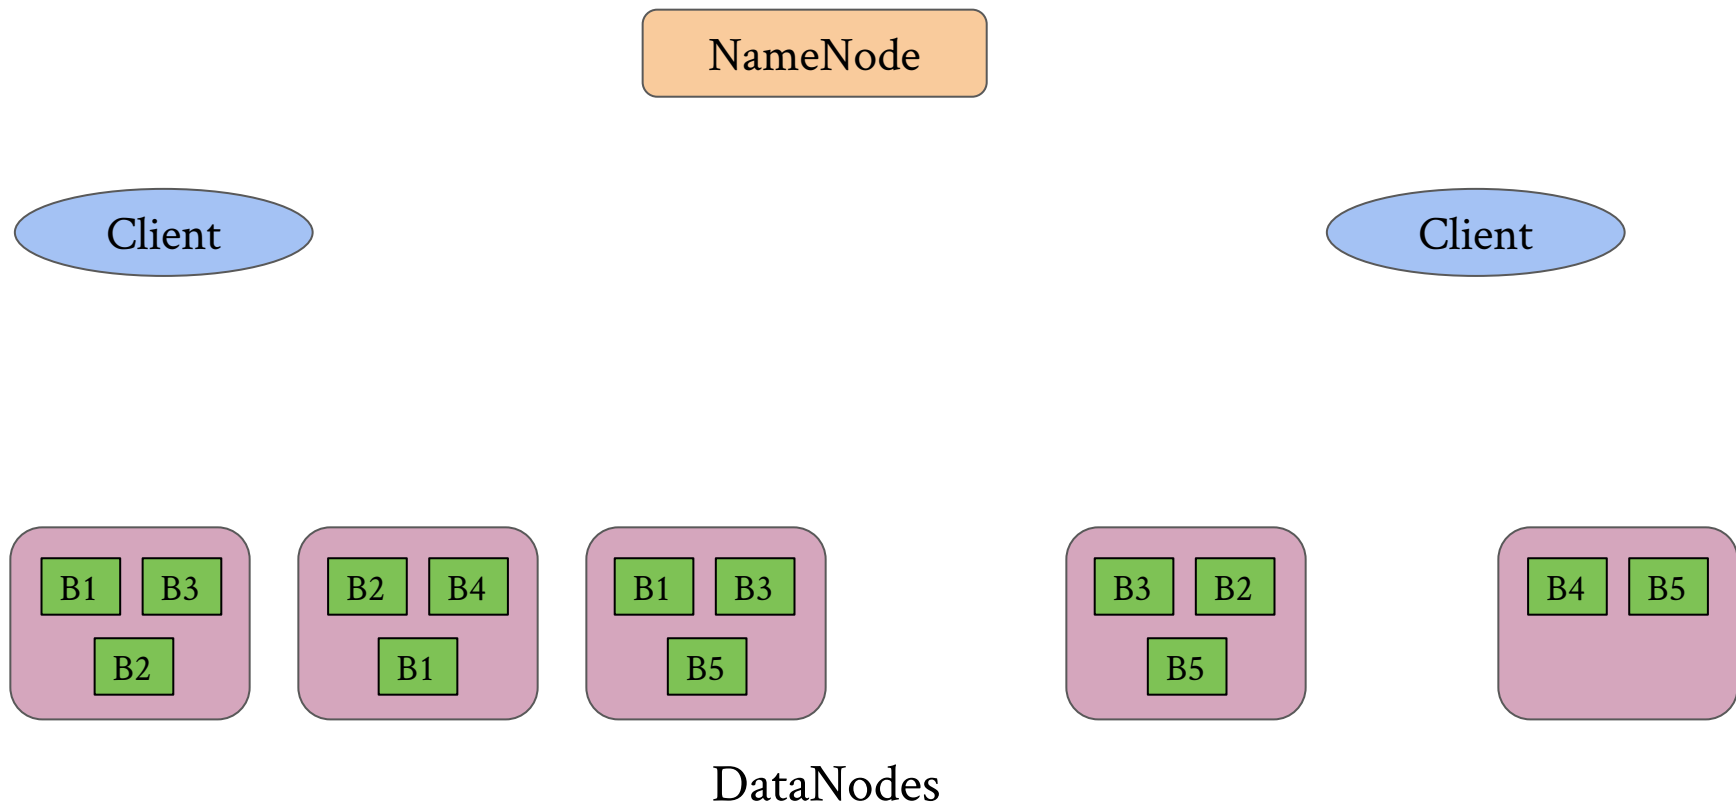 NameNode
Client
Client
B1 B3
B2
B2 B4
B1
B1 B3
B5
B3 B2
B5
B4 B5
DataNodes